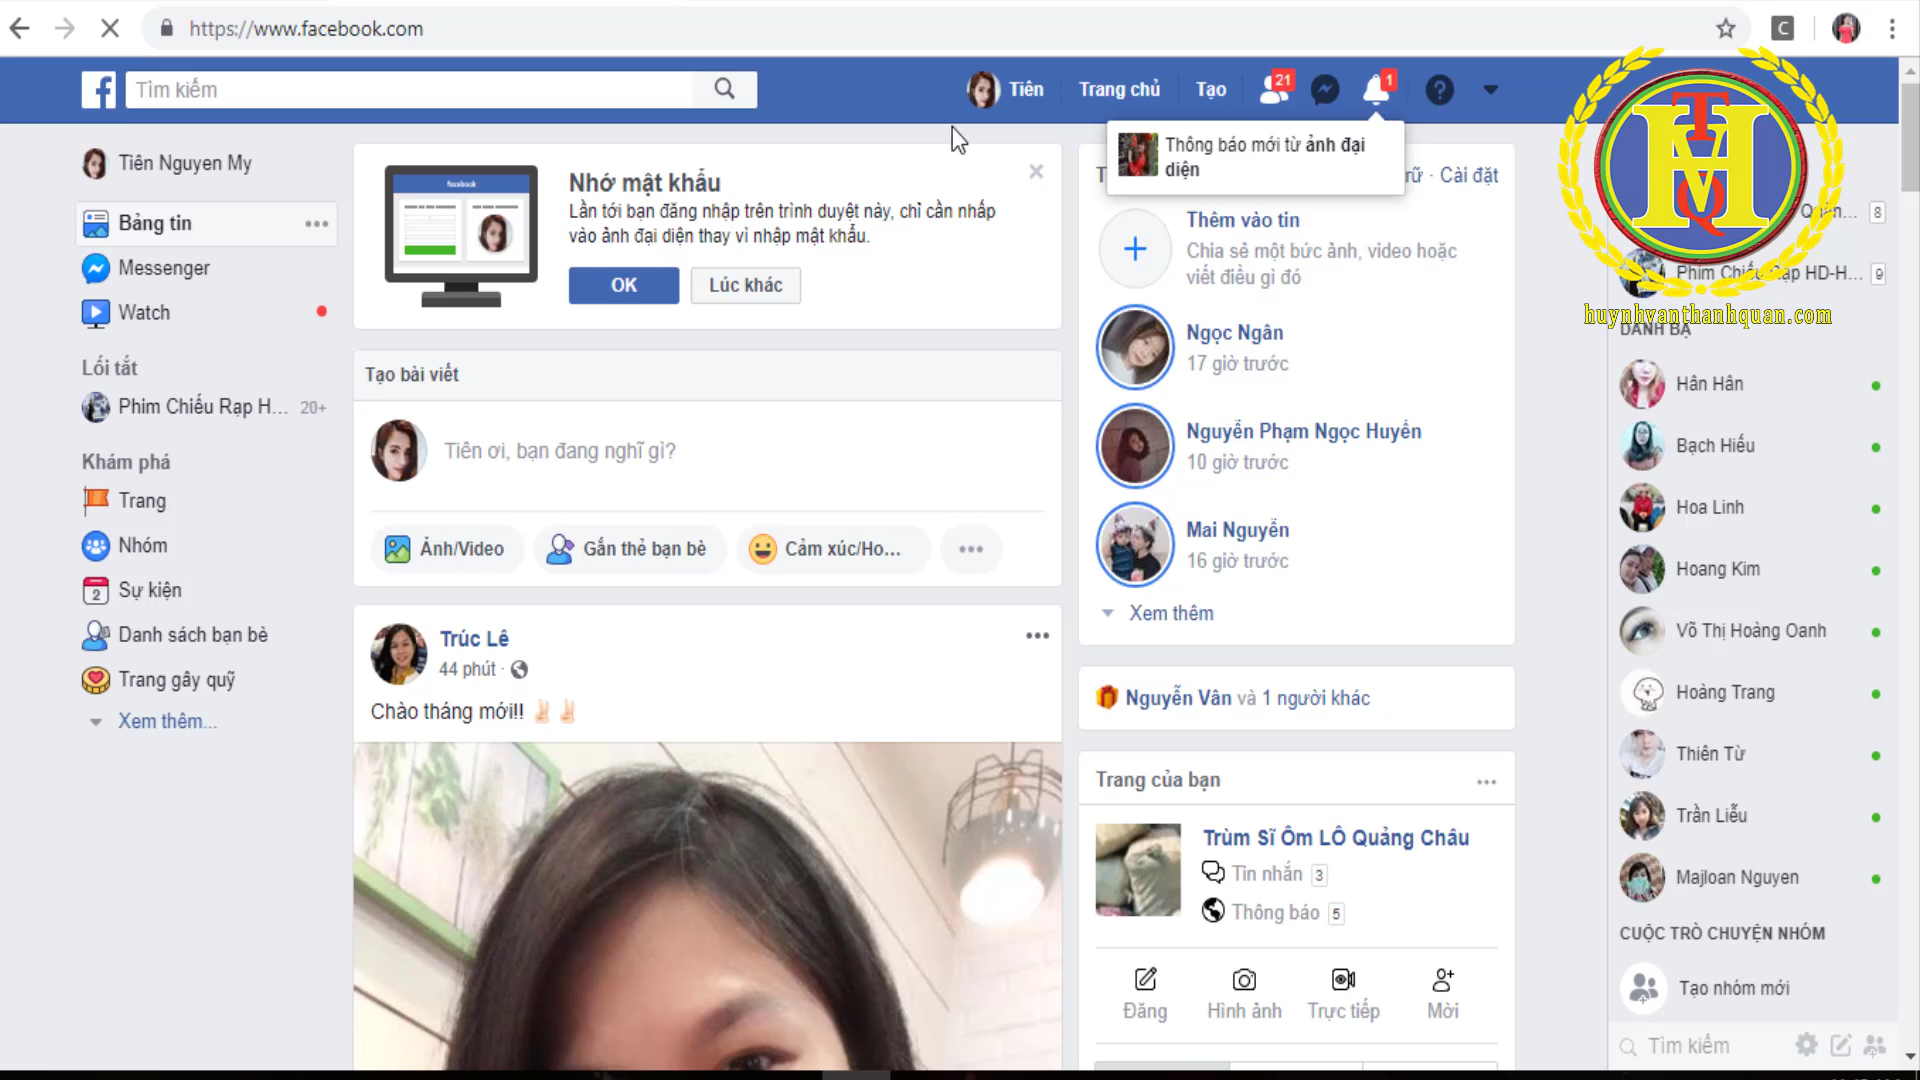 https://www.facebook.com
C
Tìm kiếm
Tiên
Trang chủ
Tạo
21
1
Thông báo mới từ ảnh đại
diện
Tiên Nguyen My
Bảng tin
Messenger
Watch
Lối tắt
Phim Chiếu Rạp H...
20+
Khám phá
Trang
Nhóm
2
Sự kiện
Danh sách bạn bè
Trang gây quỹ
Xem thêm...
facebook
Nhớ mật khẩu
Lần tới bạn đăng nhập trên trình duyệt này, chỉ cần nhấp
vào ảnh đại diện thay vì nhập mật khẩu.
OK
Lúc khác
Tạo bài viết
Tiên ơi, bạn đang nghĩ gì?
Ảnh/Video
Gắn thẻ bạn bè
Cảm xúc/Ho...
Trúc Lê
44 phút ·
Chào tháng mới!!
T
rữ · Cài đặt
Thêm vào tin
Chia sẻ một bức ảnh, video hoặc
viết điều gì đó
Ngọc Ngân
17 giờ trước
Nguyễn Phạm Ngọc Huyền
10 giờ trước
Mai Nguyễn
16 giờ trước
Xem thêm
Nguyễn Vân và 1 người khác
Trang của bạn
Trùm Sĩ Ôm LÔ Quảng Châu
Tin nhắn 3
Thông báo 5
Đăng
Hình ảnh
Trực tiếp
Mời
THVQ
huynhvanthanhquan.com
Quản... 8
Phim Chiếu Rạp HD-H... 9
DANH BẠ
Hân Hân
Bạch Hiếu
Hoa Linh
Hoang Kim
Võ Thị Hoàng Oanh
Hoàng Trang
Thiên Từ
Trần Liễu
Majloan Nguyen
CUỘC TRÒ CHUYỆN NHÓM
Tạo nhóm mới
Tìm kiếm